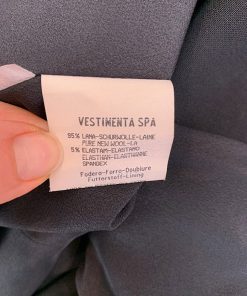 VESTIMENTA SPA
95% LANA-SCHURWOLLE-LAINE
PURE NEW WOOL-LA
5% ELASTAM-ELASTANO
ELASTHAN-ELASTHANNE
SPANDEX
Fodera-Forro-Doublure
Futterstoff-Lining